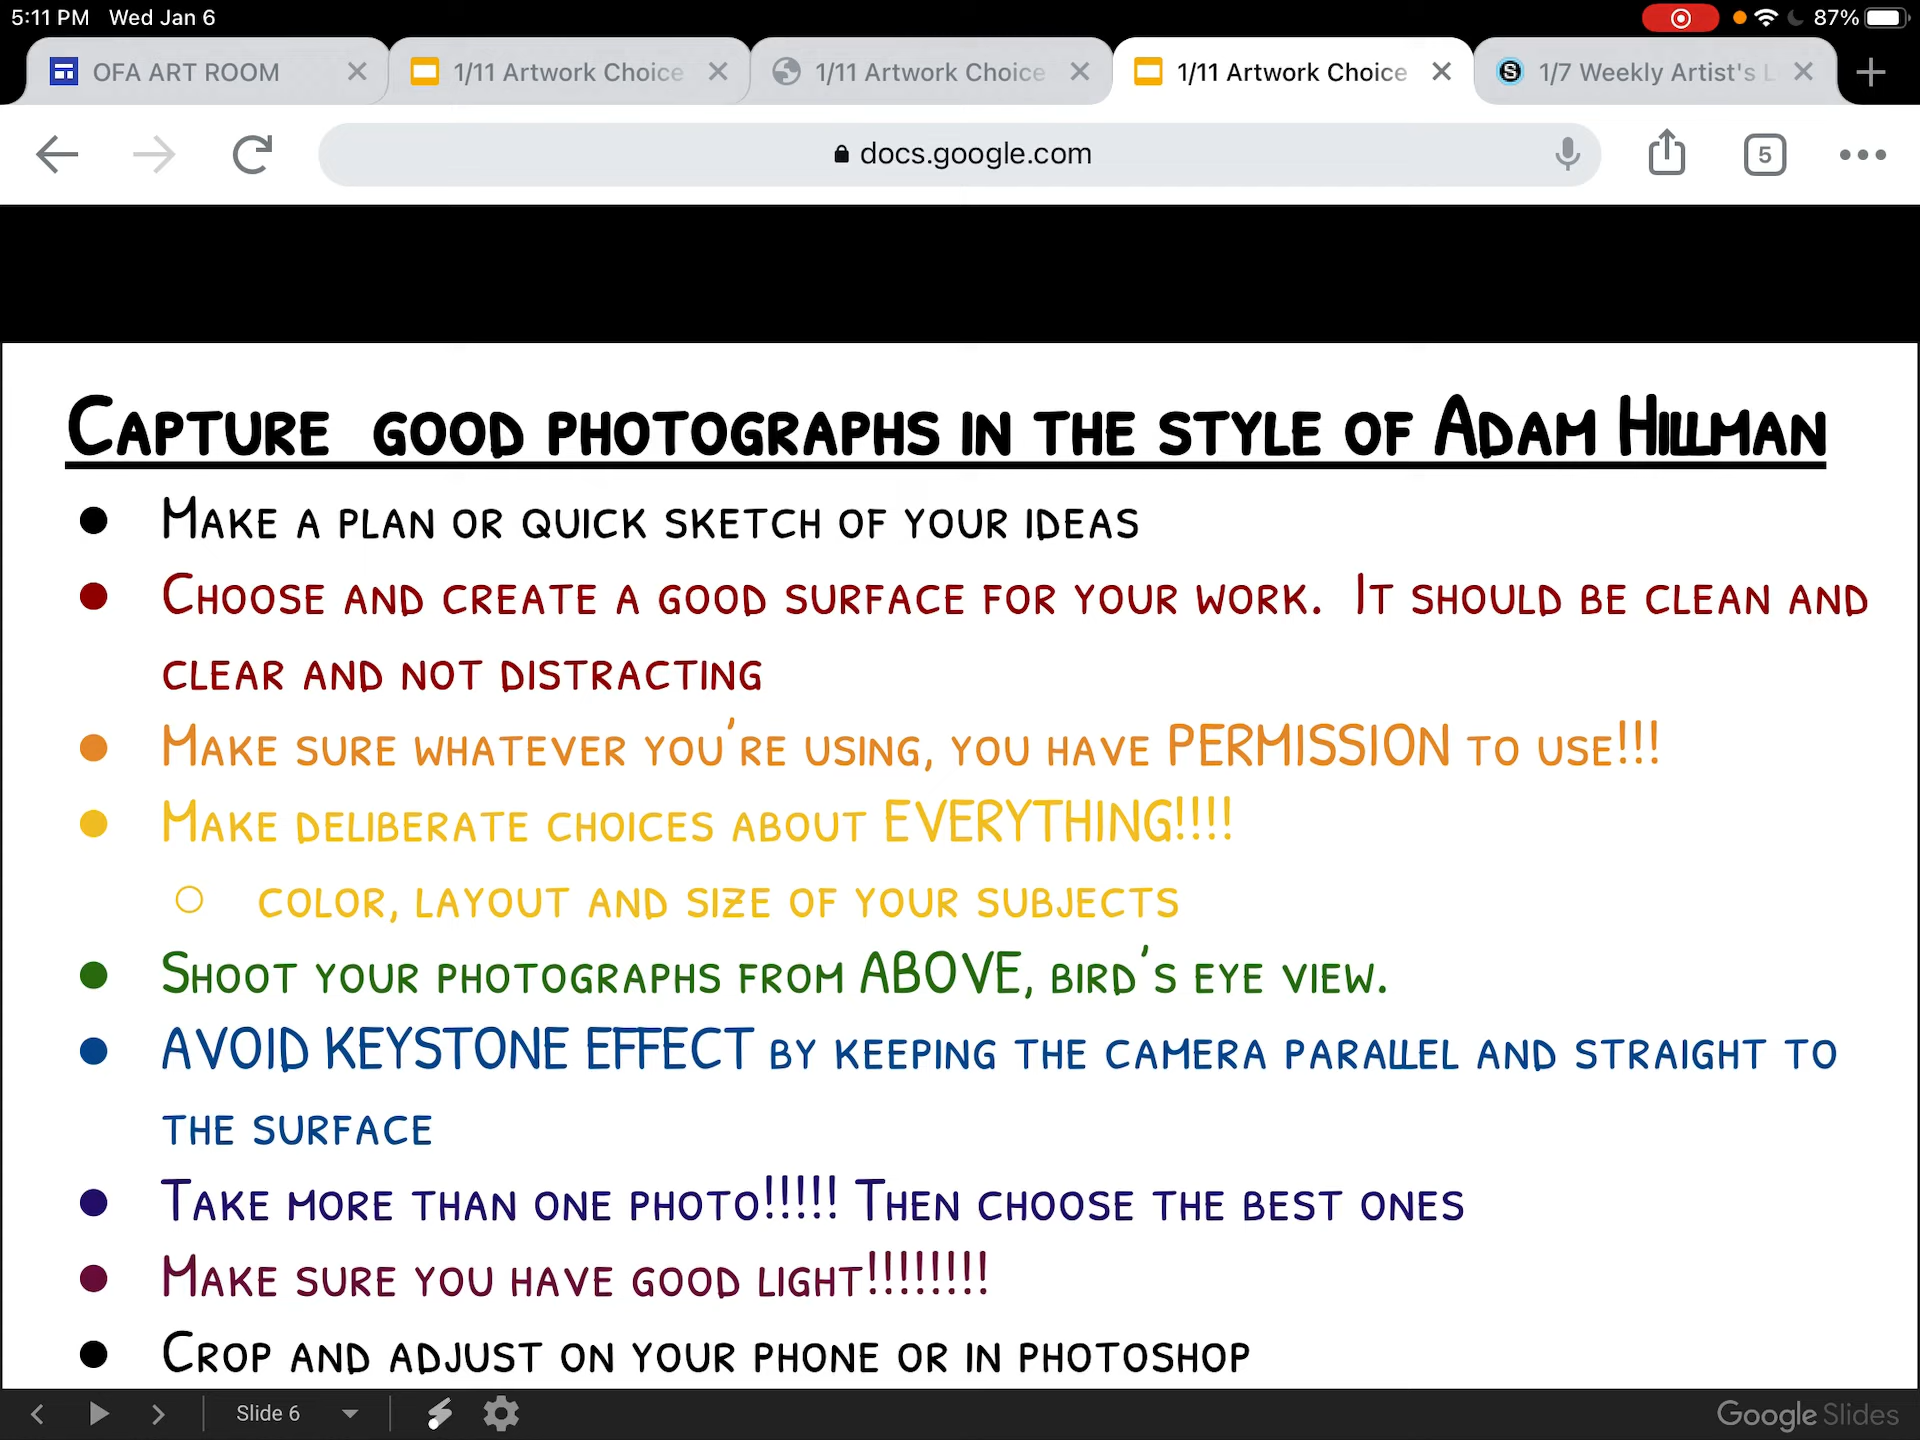 5:11 PM Wed Jan 6 87%
OFA ART ROOM 1/11 Artwork Choice 1/11 Artwork Choice 1/11 Artwork Choice 1/7 Weekly Artist's L
docs.google.com 5
CAPTURE GOOD PHOTOGRAPHS IN THE STYLE OF ADAM HILLMAN
● MAKE A PLAN OR QUICK SKETCH OF YOUR IDEAS
● CHOOSE AND CREATE A GOOD SURFACE FOR YOUR WORK. IT SHOULD BE CLEAN AND
CLEAR AND NOT DISTRACTING
● MAKE SURE WHATEVER YOU'RE USING, YOU HAVE PERMISSION TO USE!!!
● MAKE DELIBERATE CHOICES ABOUT EVERYTHING!!!!
○ COLOR, LAYOUT AND SIZE OF YOUR SUBJECTS
● SHOOT YOUR PHOTOGRAPHS FROM ABOVE, BIRD'S EYE VIEW.
● AVOID KEYSTONE EFFECT BY KEEPING THE CAMERA PARALLEL AND STRAIGHT TO
THE SURFACE
● TAKE MORE THAN ONE PHOTO!!!!! THEN CHOOSE THE BEST ONES
● MAKE SURE YOU HAVE GOOD LIGHT!!!!!!!!
● CROP AND ADJUST ON YOUR PHONE OR IN PHOTOSHOP
Slide 6 Google Slides